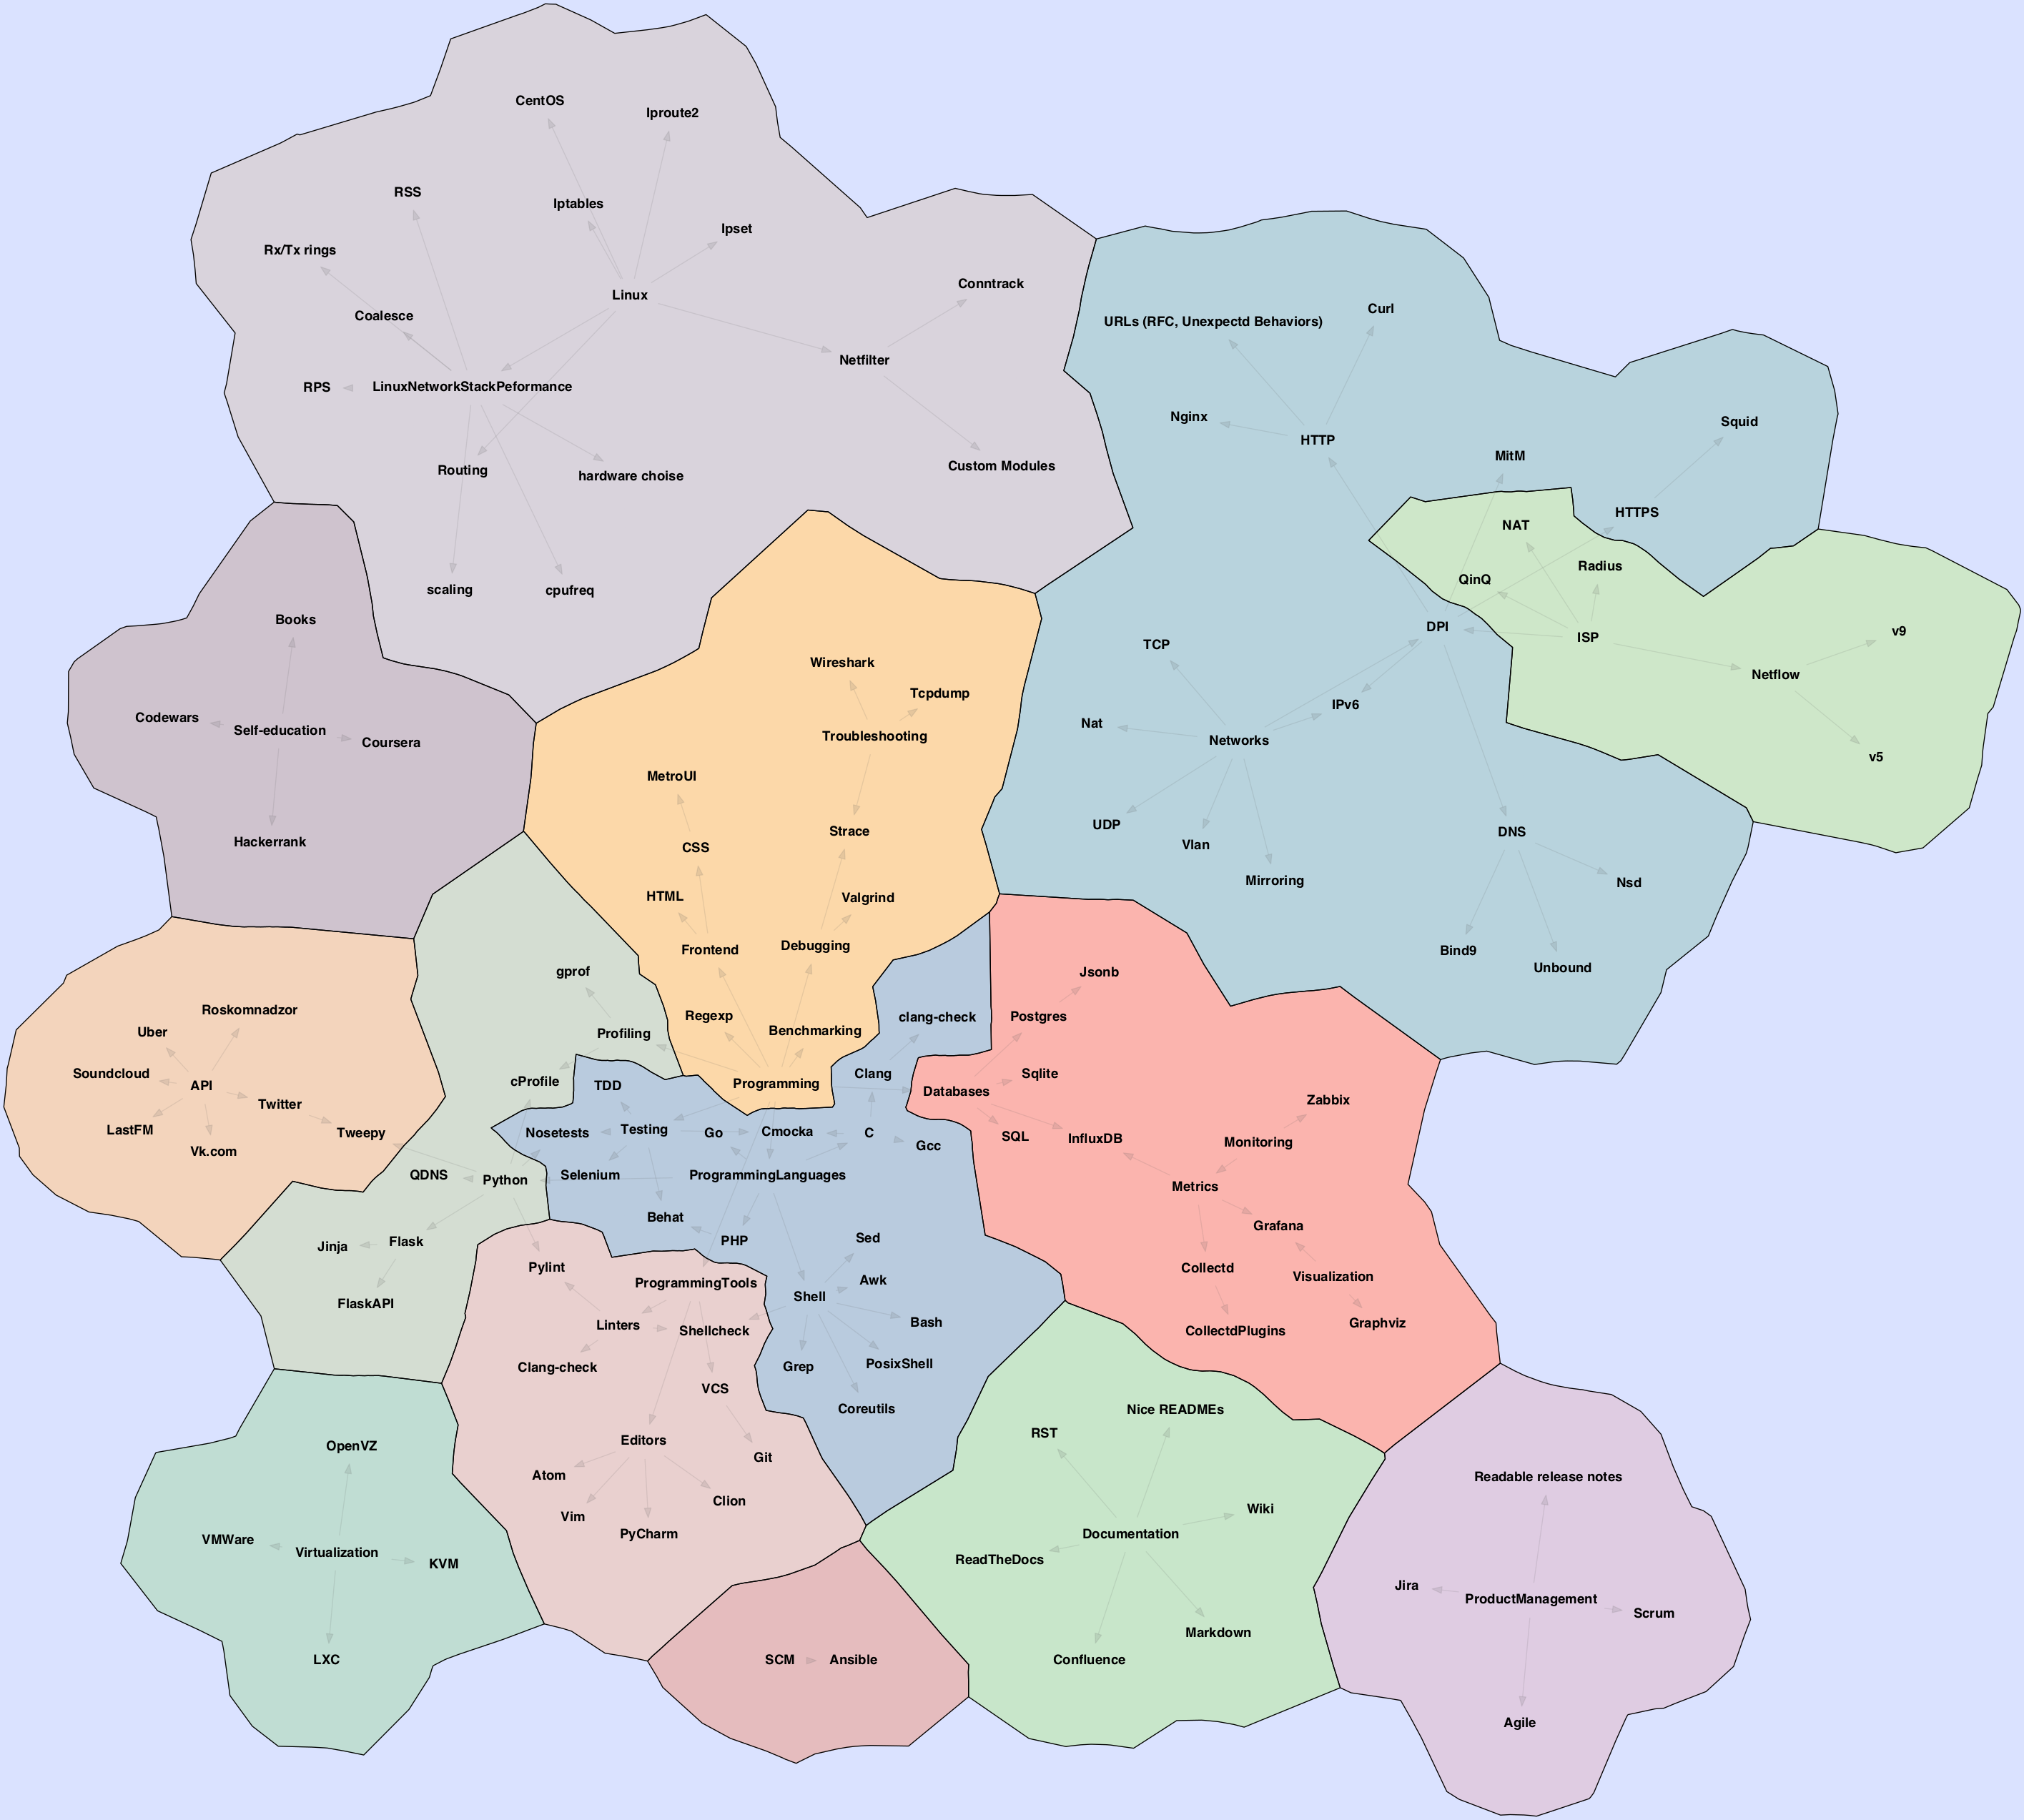 CentOS
Iproute2
RSS
Iptables
Ipset
Rx/Tx rings
Linux
Conntrack
Coalesce
Netfilter
RPS
LinuxNetworkStackPeformance
Routing
hardware choise
Custom Modules
scaling
cpufreq
URLs (RFC, Unexpectd Behaviors)
Curl
Nginx
HTTP
Squid
MitM
HTTPS
NAT
Radius
QinQ
DPI
ISP
v9
Netflow
v5
TCP
IPv6
Nat
Networks
UDP
Vlan
Mirroring
DNS
Nsd
Bind9
Unbound
Books
Codewars
Self-education
Coursera
Hackerrank
Wireshark
Tcpdump
Troubleshooting
MetroUI
Strace
CSS
HTML
Valgrind
Frontend
Debugging
Regexp
Benchmarking
Programming
gprof
Profiling
cProfile
QDNS
Python
Jinja
Flask
FlaskAPI
Roskomnadzor
Uber
Soundcloud
API
Twitter
LastFM
Tweepy
Vk.com
clang-check
Clang
TDD
Nosetests
Testing
Go
Cmocka
C
Gcc
Selenium
ProgrammingLanguages
Behat
PHP
Sed
Awk
Shell
Bash
Grep
PosixShell
Coreutils
Jsonb
Postgres
Sqlite
Databases
SQL
InfluxDB
Zabbix
Monitoring
Metrics
Grafana
Collectd
Visualization
CollectdPlugins
Graphviz
Pylint
ProgrammingTools
Linters
Shellcheck
Clang-check
VCS
Editors
Git
Atom
Clion
Vim
PyCharm
OpenVZ
VMWare
Virtualization
KVM
LXC
SCM
Ansible
Nice READMEs
RST
Wiki
Documentation
ReadTheDocs
Markdown
Confluence
Readable release notes
Jira
ProductManagement
Scrum
Agile